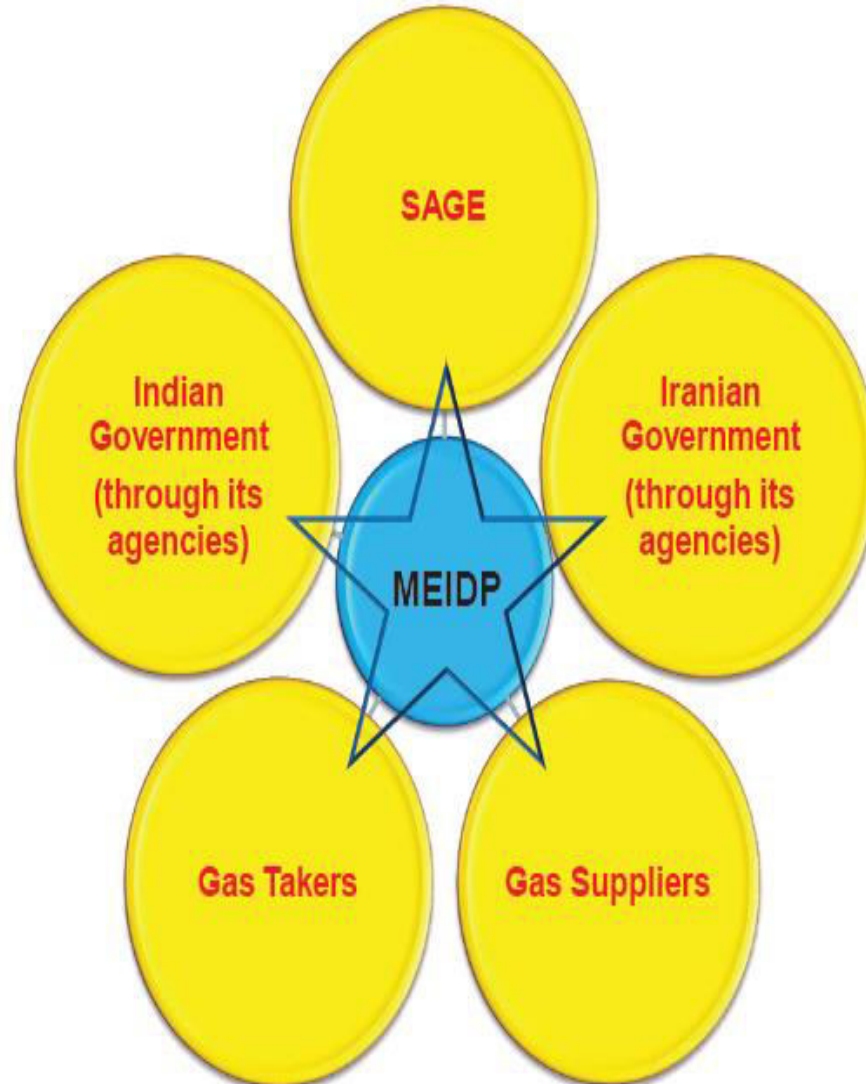 SAGE
Indian
Government
(through its
agencies)
Iranian
Government
(through its
agencies)
MEIDP
Gas Takers
Gas Suppliers